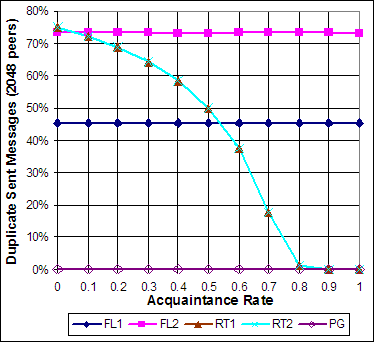 Duplicate Sent Messages (2048 peers)
80%
70%
60%
50%
40%
30%
20%
10%
0%
0 0.1 0.2 0.3 0.4 0.5 0.6 0.7 0.8 0.9 1
Acquaintance Rate
FL1 FL2 RT1 RT2 PG